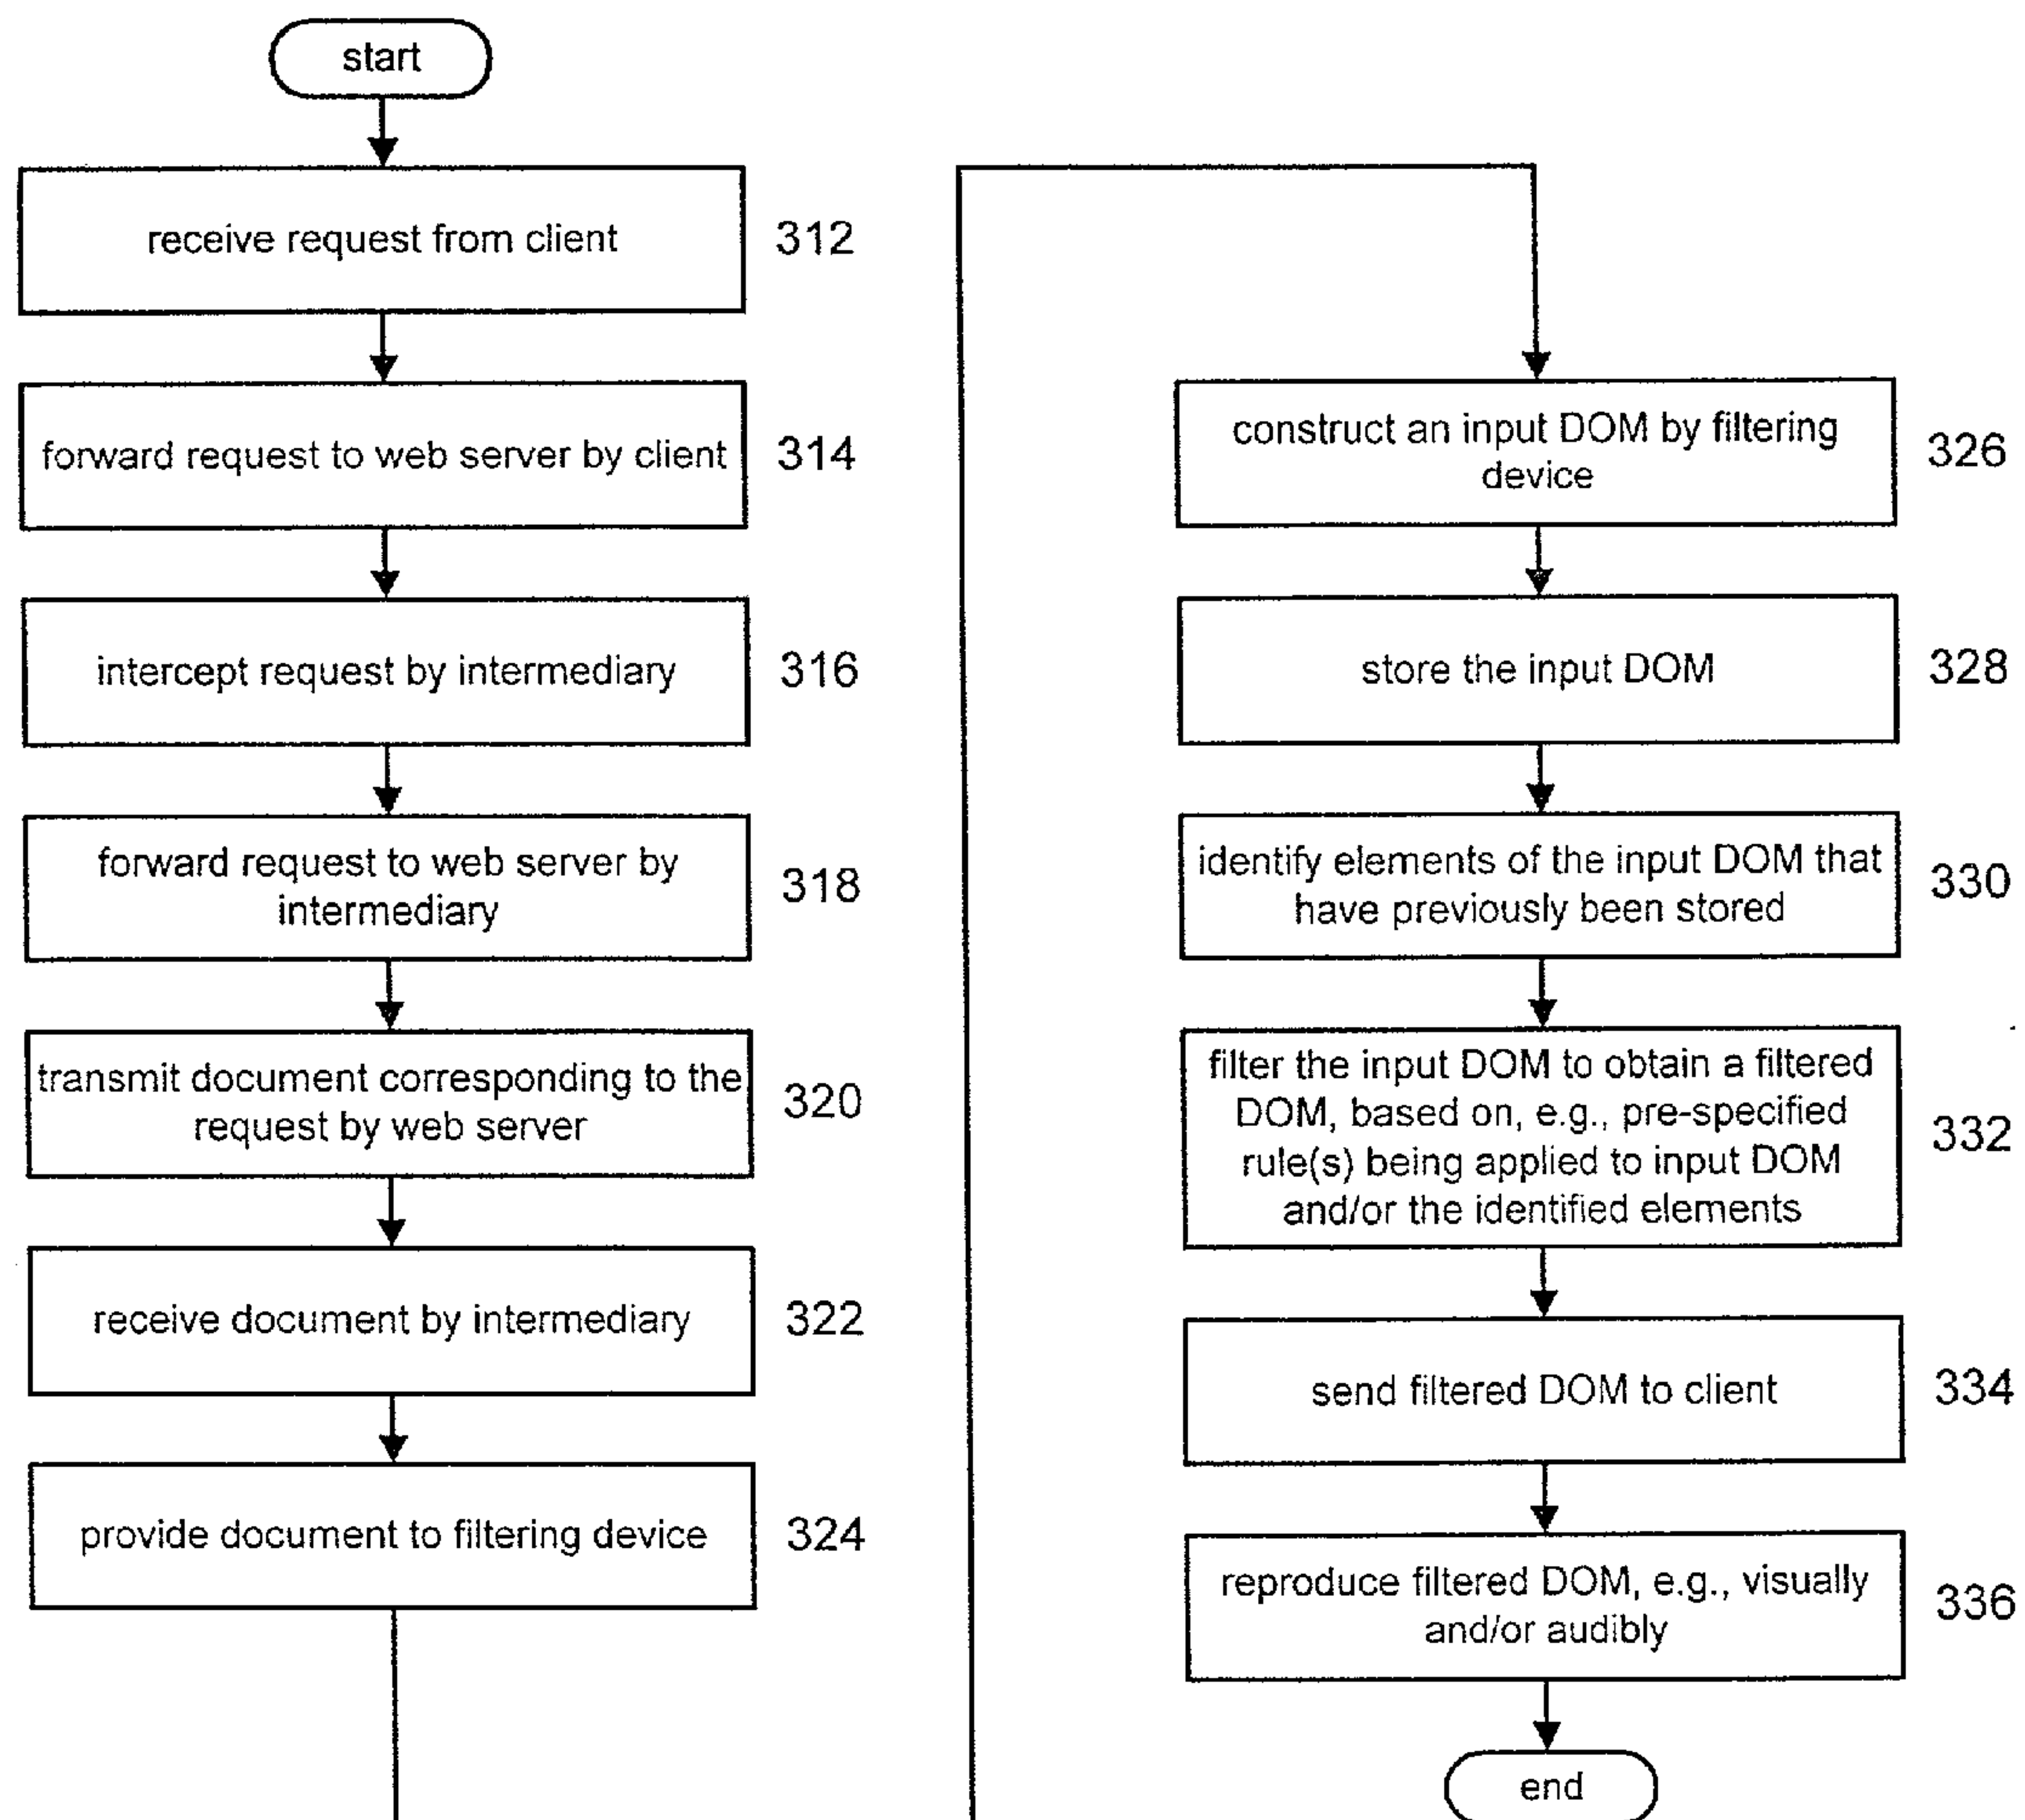 start
receive request from client
312
forward request to web server by client
314
intercept request by intermediary
316
forward request to web server by
intermediary
318
transmit document corresponding to the
request by web server
320
receive document by intermediary
322
provide document to filtering device
324
construct an input DOM by filtering
device
326
store the input DOM
328
identify elements of the input DOM that
have previously been stored
330
filter the input DOM to obtain a filtered
DOM, based on, e.g., pre-specified
rule(s) being applied to input DOM
and/or the identified elements
332
send filtered DOM to client
334
reproduce filtered DOM, e.g., visually
and/or audibly
336
end